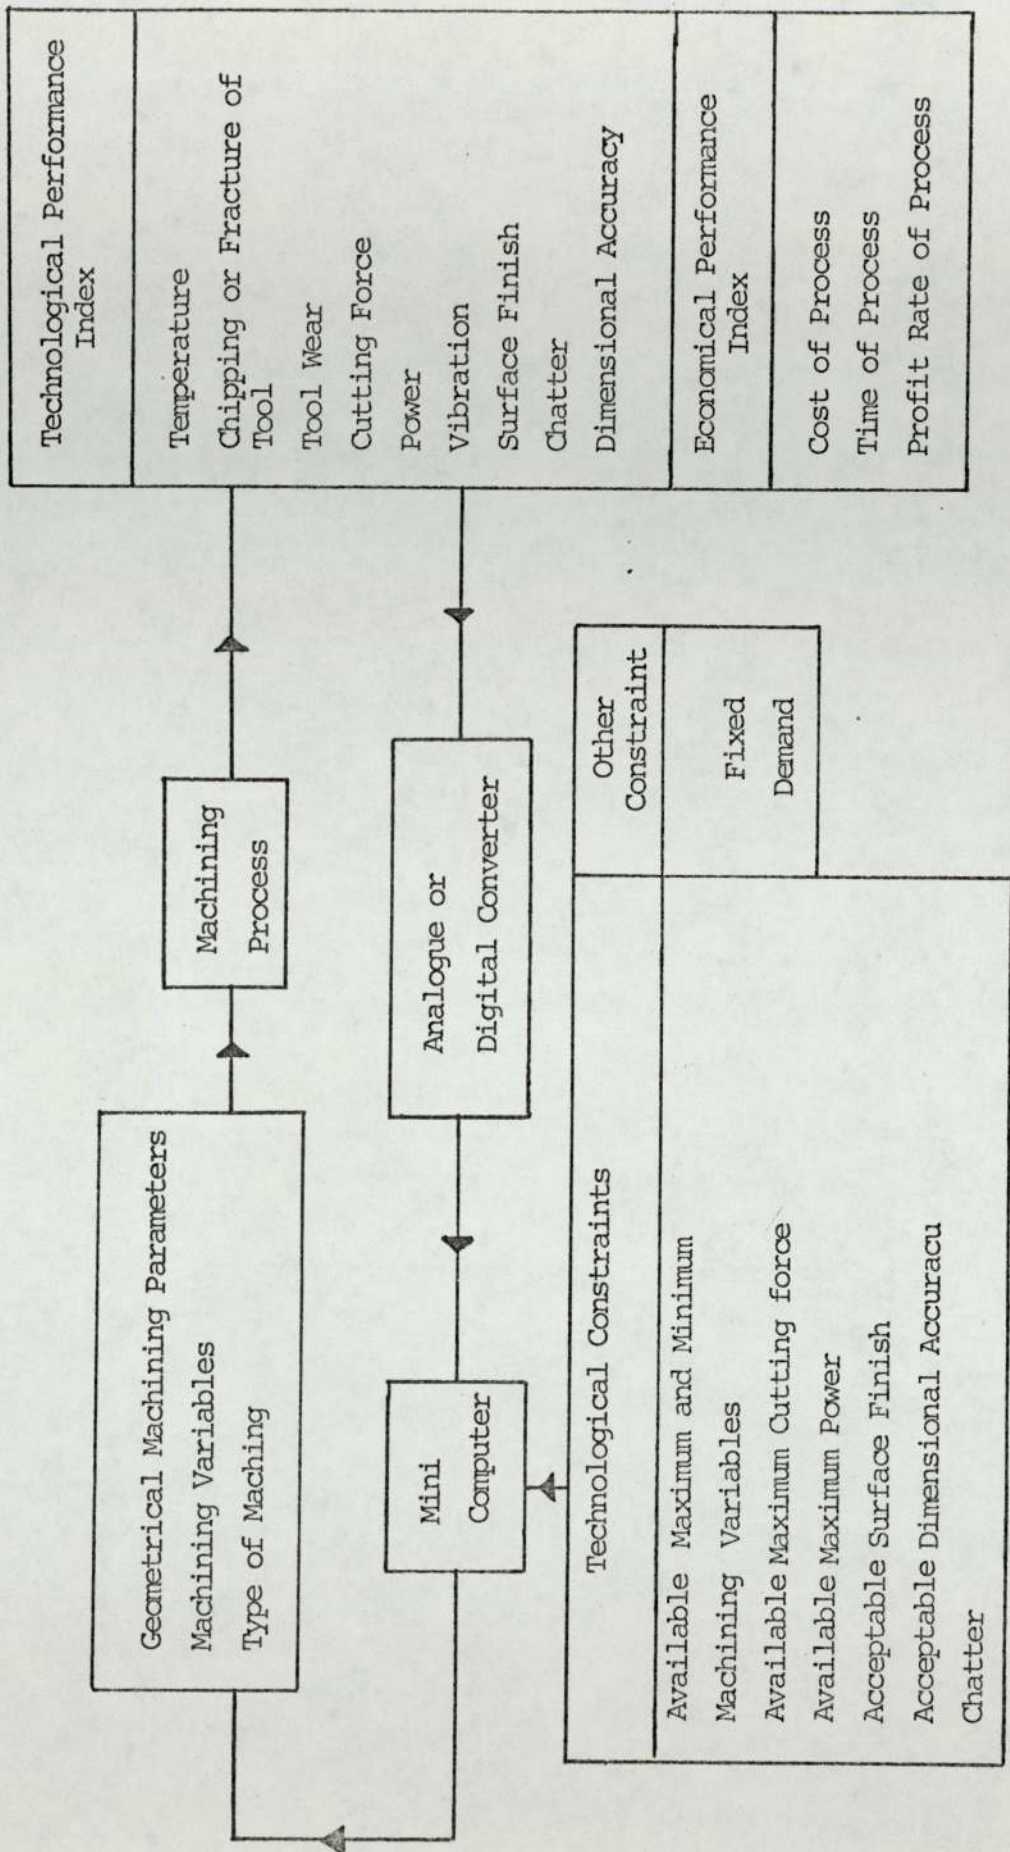 Geometrical Machining Parameters
Machining Variables
Type of Maching
Machining
Process
Technological Performance
Index
Temperature
Chipping or Fracture of
Tool
Tool Wear
Cutting Force
Power
Vibration
Surface Finish
Chatter
Dimensional Accuracy
Economical Performance
Index
Cost of Process
Time of Process
Profit Rate of Process
Analogue or
Digital Converter
Mini
Computer
Technological Constraints
Available Maximum and Minimum
Machining Variables
Available Maximum Cutting force
Available Maximum Power
Acceptable Surface Finish
Acceptable Dimensional Accuracu
Chatter
Other
Constraint
Fixed
Demand